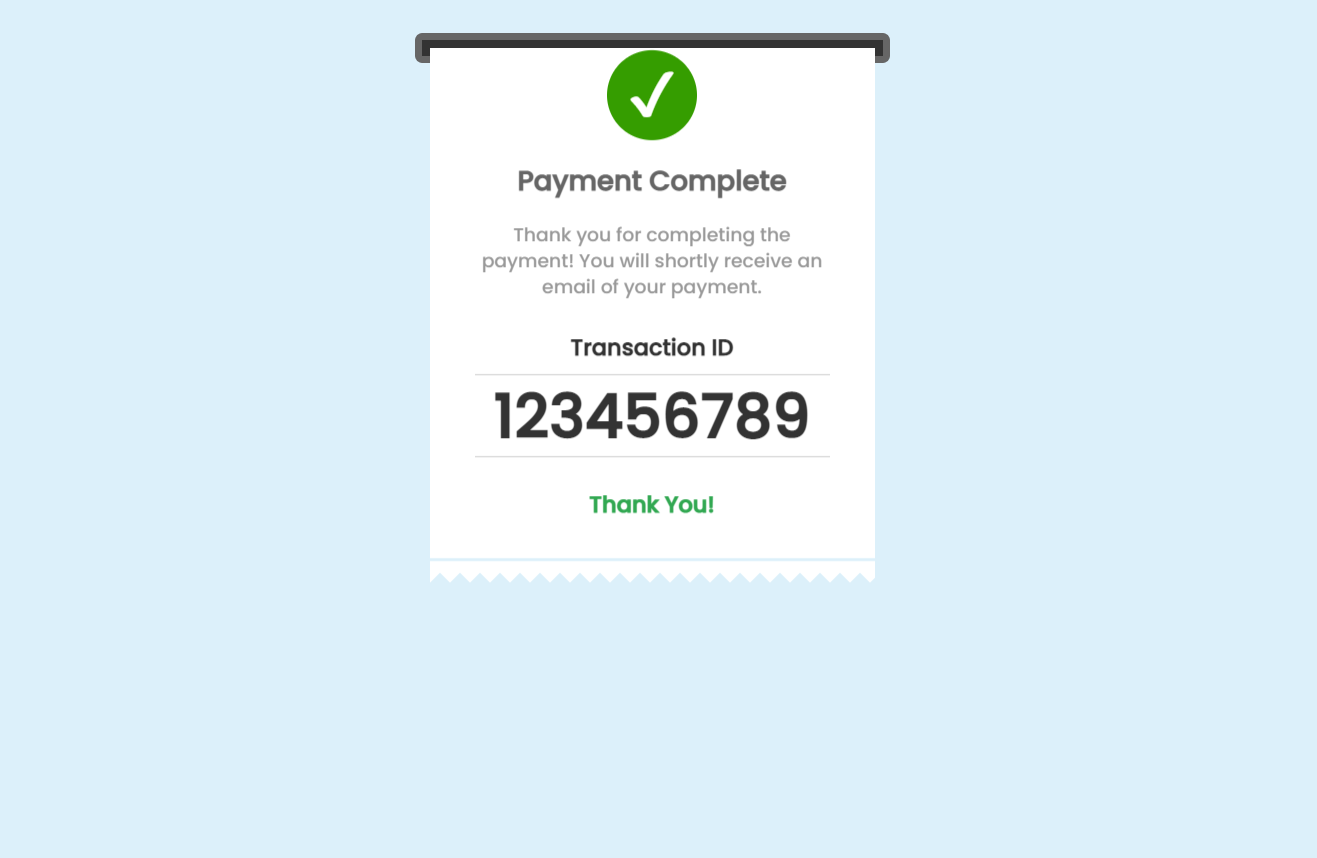 Payment Complete
Thank you for completing the
payment! You will shortly receive an
email of your payment.
Transaction ID
123456789
Thank You!